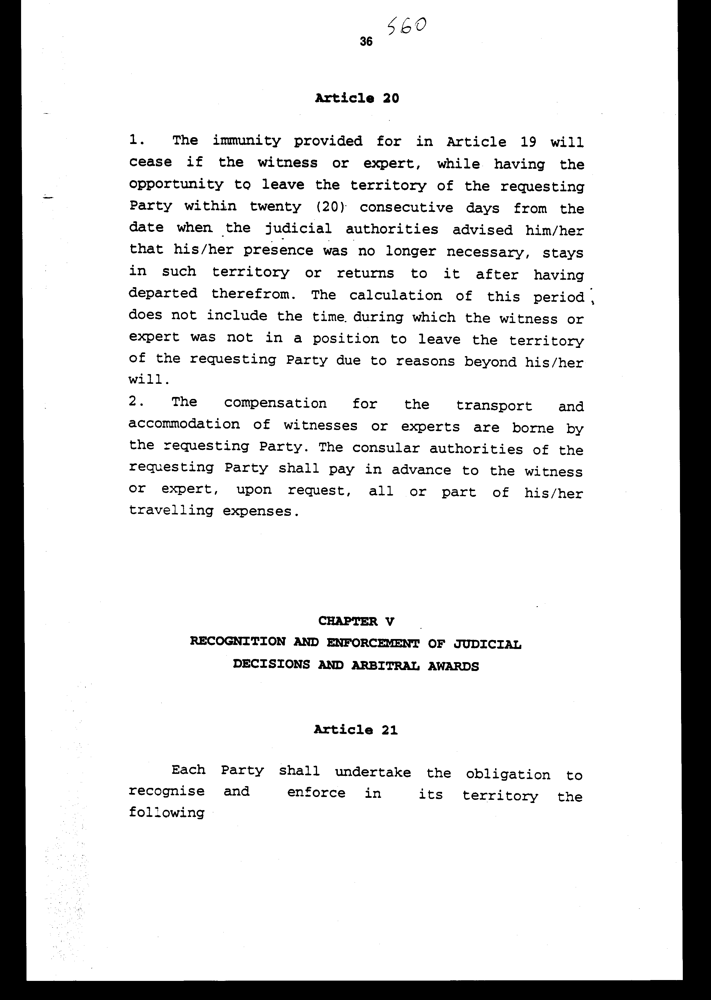 560
36
Article 20
1. The immunity provided for in Article 19 will
cease if the witness or expert, while having the
opportunity to leave the territory of the requesting
Party within twenty (20) consecutive days from the
date when the judicial authorities advised him/her
that his/her presence was no longer necessary, stays
in such territory or returns to it after having
departed therefrom. The calculation of this period
does not include the time during which the witness or
expert was not in a position to leave the territory
of the requesting Party due to reasons beyond his/her
will.
2. The compensation for the transport and
accommodation of witnesses or experts are borne by
the requesting Party. The consular authorities of the
requesting Party shall pay in advance to the witness
or expert, upon request, all or part of his/her
travelling expenses.
CHAPTER V
RECOGNITION AND ENFORCEMENT OF JUDICIAL
DECISIONS AND ARBITRAL AWARDS
Article 21
Each Party shall undertake the obligation to
recognise and enforce in its territory the
following